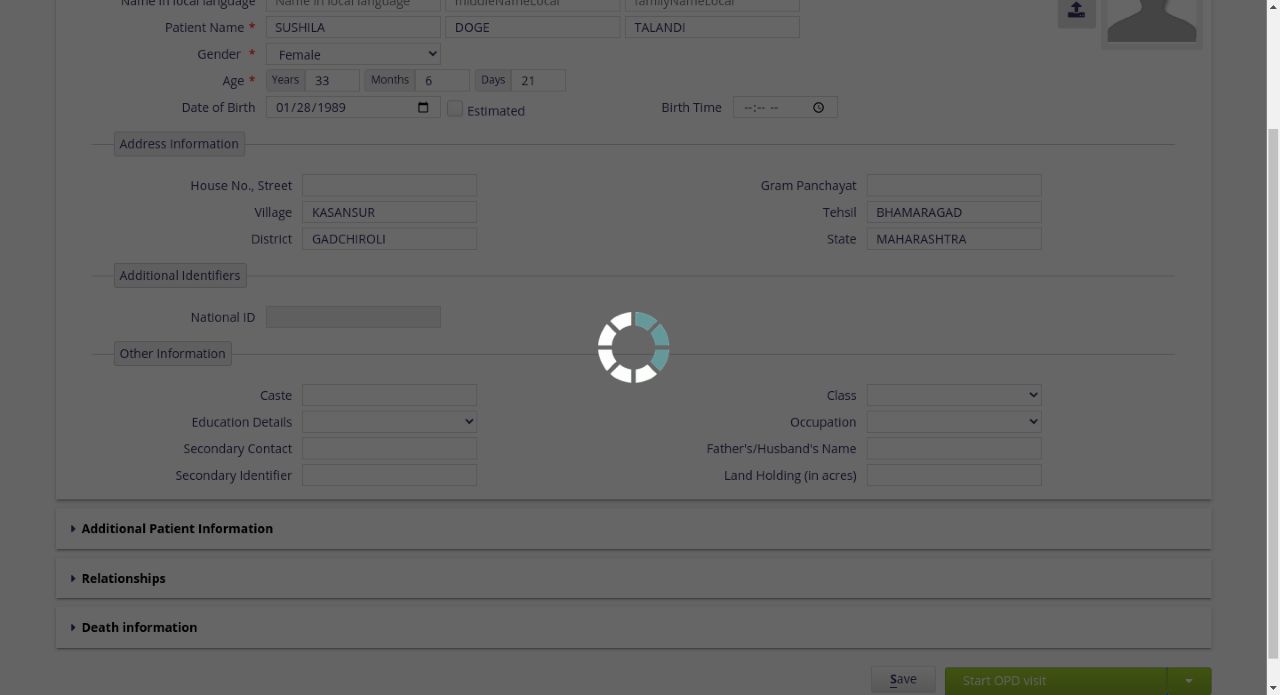 Name in local language Name in local language middleNameLocal familyNameLocal
Patient Name * SUSHILA DOGE TALANDI
Gender * Female
Age * Years 33 Months 6 Days 21
Date of Birth 01/28/1989 Estimated Birth Time --:-- --
Address Information
House No., Street Gram Panchayat
Village KASANSUR Tehsil BHAMARAGAD
District GADCHIROLI State MAHARASHTRA
Additional Identifiers
National ID
Other Information
Caste Class
Education Details Occupation
Secondary Contact Father's/Husband's Name
Secondary Identifier Land Holding (in acres)
Additional Patient Information
Relationships
Death information
Save Start OPD visit